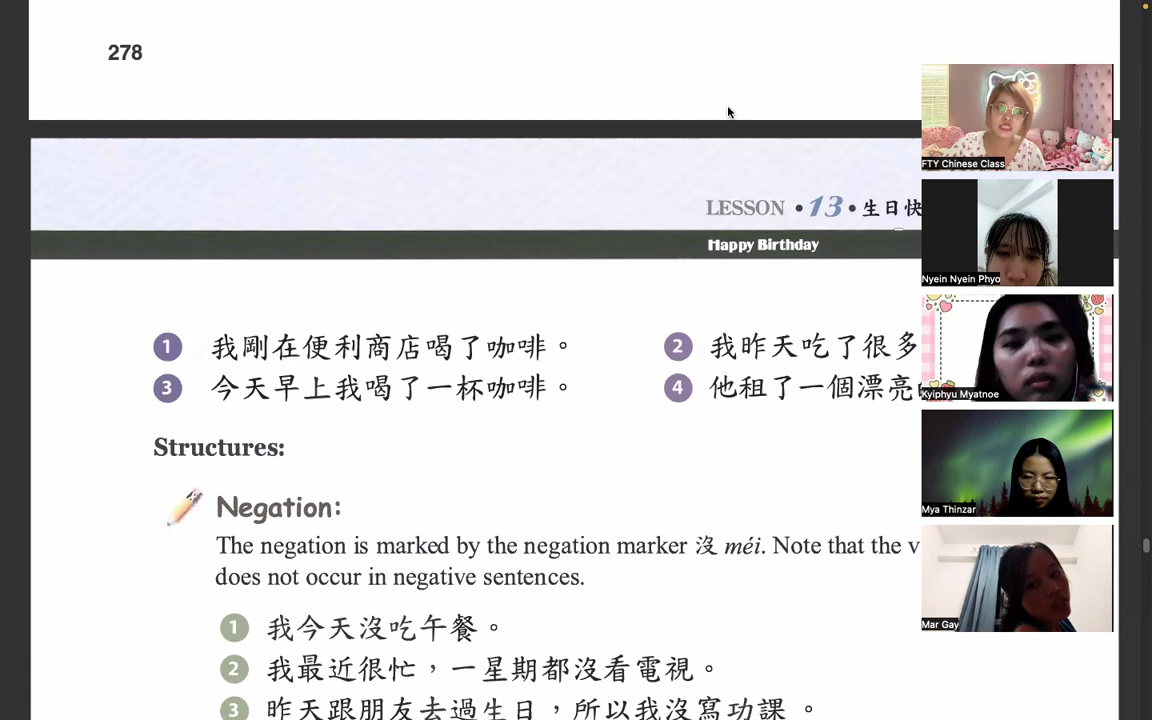 278
LESSON • 13 • 生日快
Happy Birthday
1 我剛在便利商店喝了咖啡。
2 我昨天吃了很多
3 今天早上我喝了一杯咖啡。
4 他租了一個漂亮
Structures:
Negation:
The negation is marked by the negation marker 沒 méi. Note that the v
does not occur in negative sentences.
1 我今天沒吃午餐。
2 我最近很忙，一星期都沒看電視。
3 昨天跟朋友去過生日，所以我沒寫功課。
FTY Chinese Class
Nyein Nyein Phyo
Kyiphyu Myatnoe
Mya Thinzar
Mar Gay